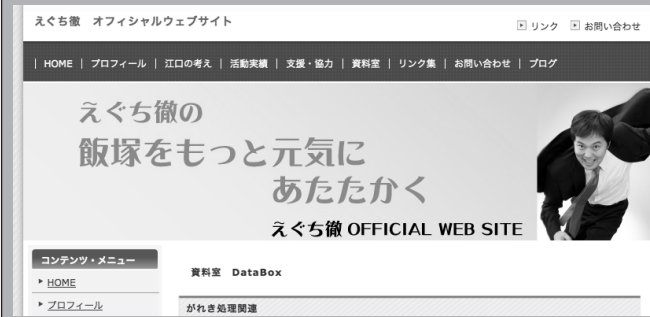 えぐち徹 オフィシャルウェブサイト
リンク お問い合わせ
| HOME | プロフィール | 江口の考え | 活動実績 | 支援・協力 | 資料室 | リンク集 | お問い合わせ | ブログ
えぐち徹の
飯塚をもっと元気に
あたたかく
えぐち徹 OFFICIAL WEB SITE
コンテンツ・メニュー
HOME
プロフィール
資料室 DataBox
がれき処理関連